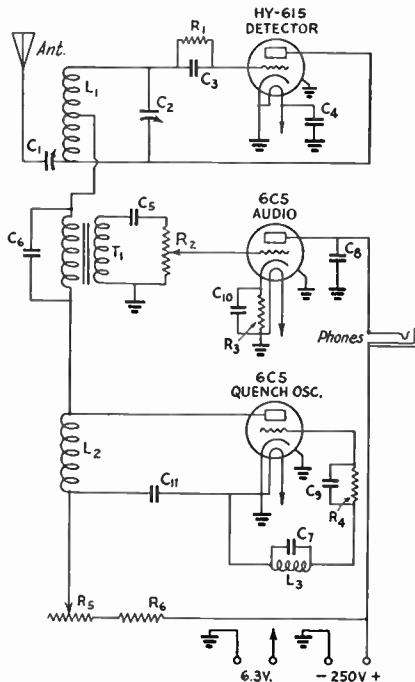 HY-615
DETECTOR
Ant.
R1
L1
C3
C2
C4
C1
6C5
AUDIO
C5
C6
T1
R2
C8
C10
R3
Phones
6C5
QUENCH OSC.
L2
C11
C9
R4
C7
L3
R5
R6
6.3V.
- 250V +